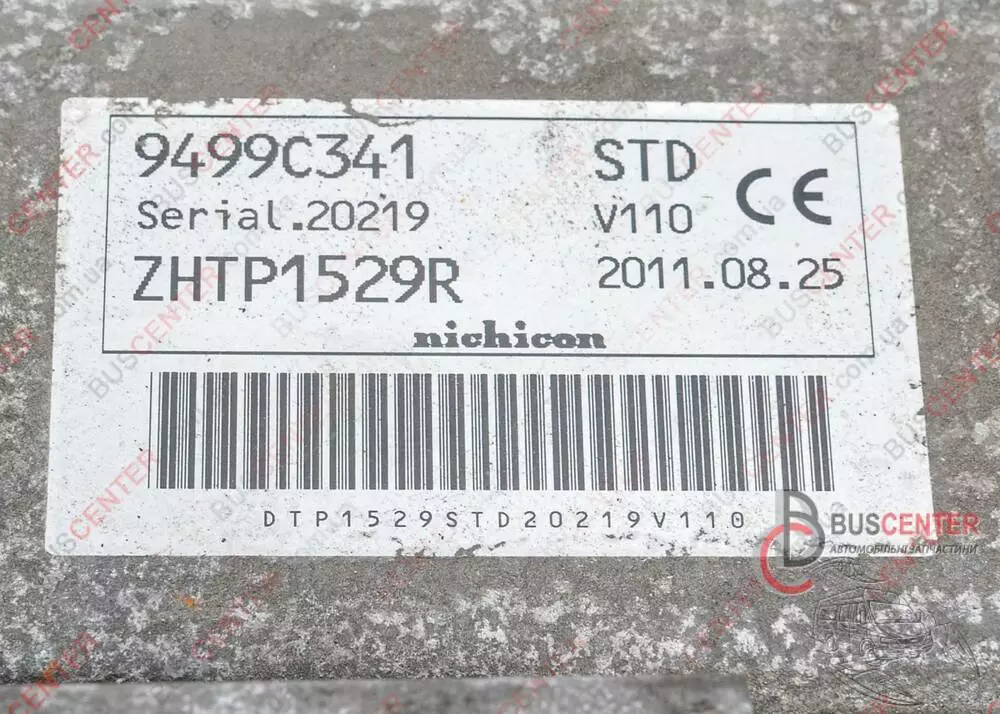 9499C341 STD
Serial.20219 V110 CE
ZHTP1529R 2011.08.25
nichicon
DTP1529STD20219V110
BUSCENTER
АВТОМОБІЛЬНІ ЗАПЧАСТИНИ